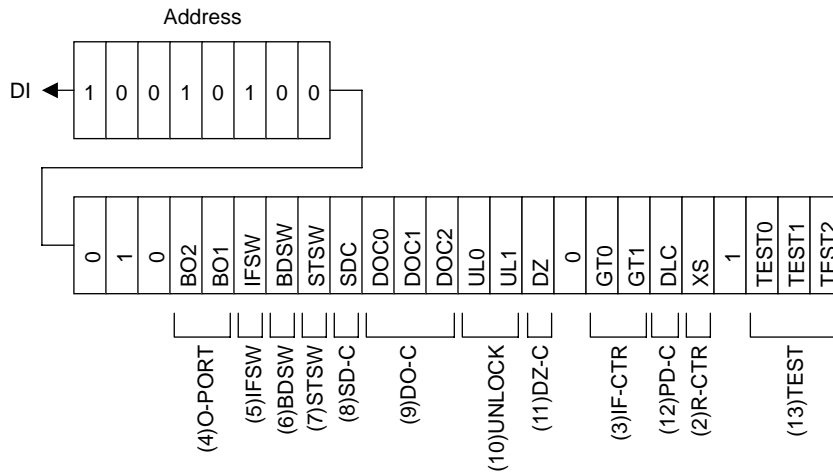 Address
DI 1 0 0 1 0 1 0 0
0 1 0 BO2 BO1 IFSW BDSW STSW SDC DOC0 DOC1 DOC2 UL0 UL1 DZ 0 GT0 GT1 DLC XS 1 TEST0 TEST1 TEST2
(4)O-PORT (5)IFSW (6)BDSW (7)STSW (8)SD-C (9)DO-C (10)UNLOCK (11)DZ-C (3)IF-CTR (12)PD-C (2)R-CTR (13)TEST